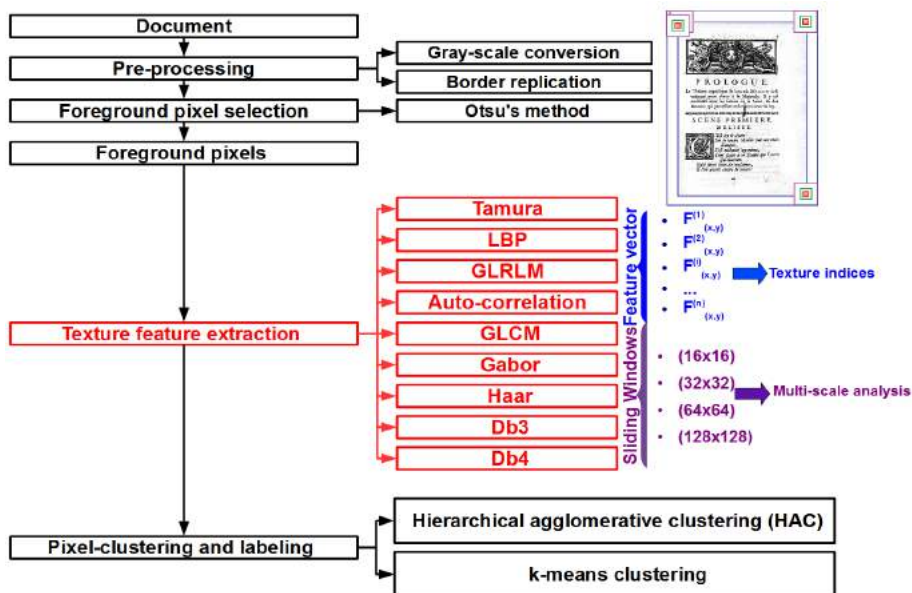 Document
Pre-processing
Gray-scale conversion
Border replication
Foreground pixel selection
Otsu's method
Foreground pixels
PROLOGUE
SCENE PREMIERE
Texture feature extraction
Tamura
LBP
GLRLM
Auto-correlation
GLCM
Gabor
Haar
Db3
Db4
Feature vector
• F(1)(x,y)
• F(2)(x,y)
• F(i)(x,y)
• ...
• F(n)(x,y)
Texture indices
Sliding Windows
• (16x16)
• (32x32)
• (64x64)
• (128x128)
Multi-scale analysis
Pixel-clustering and labeling
Hierarchical agglomerative clustering (HAC)
k-means clustering